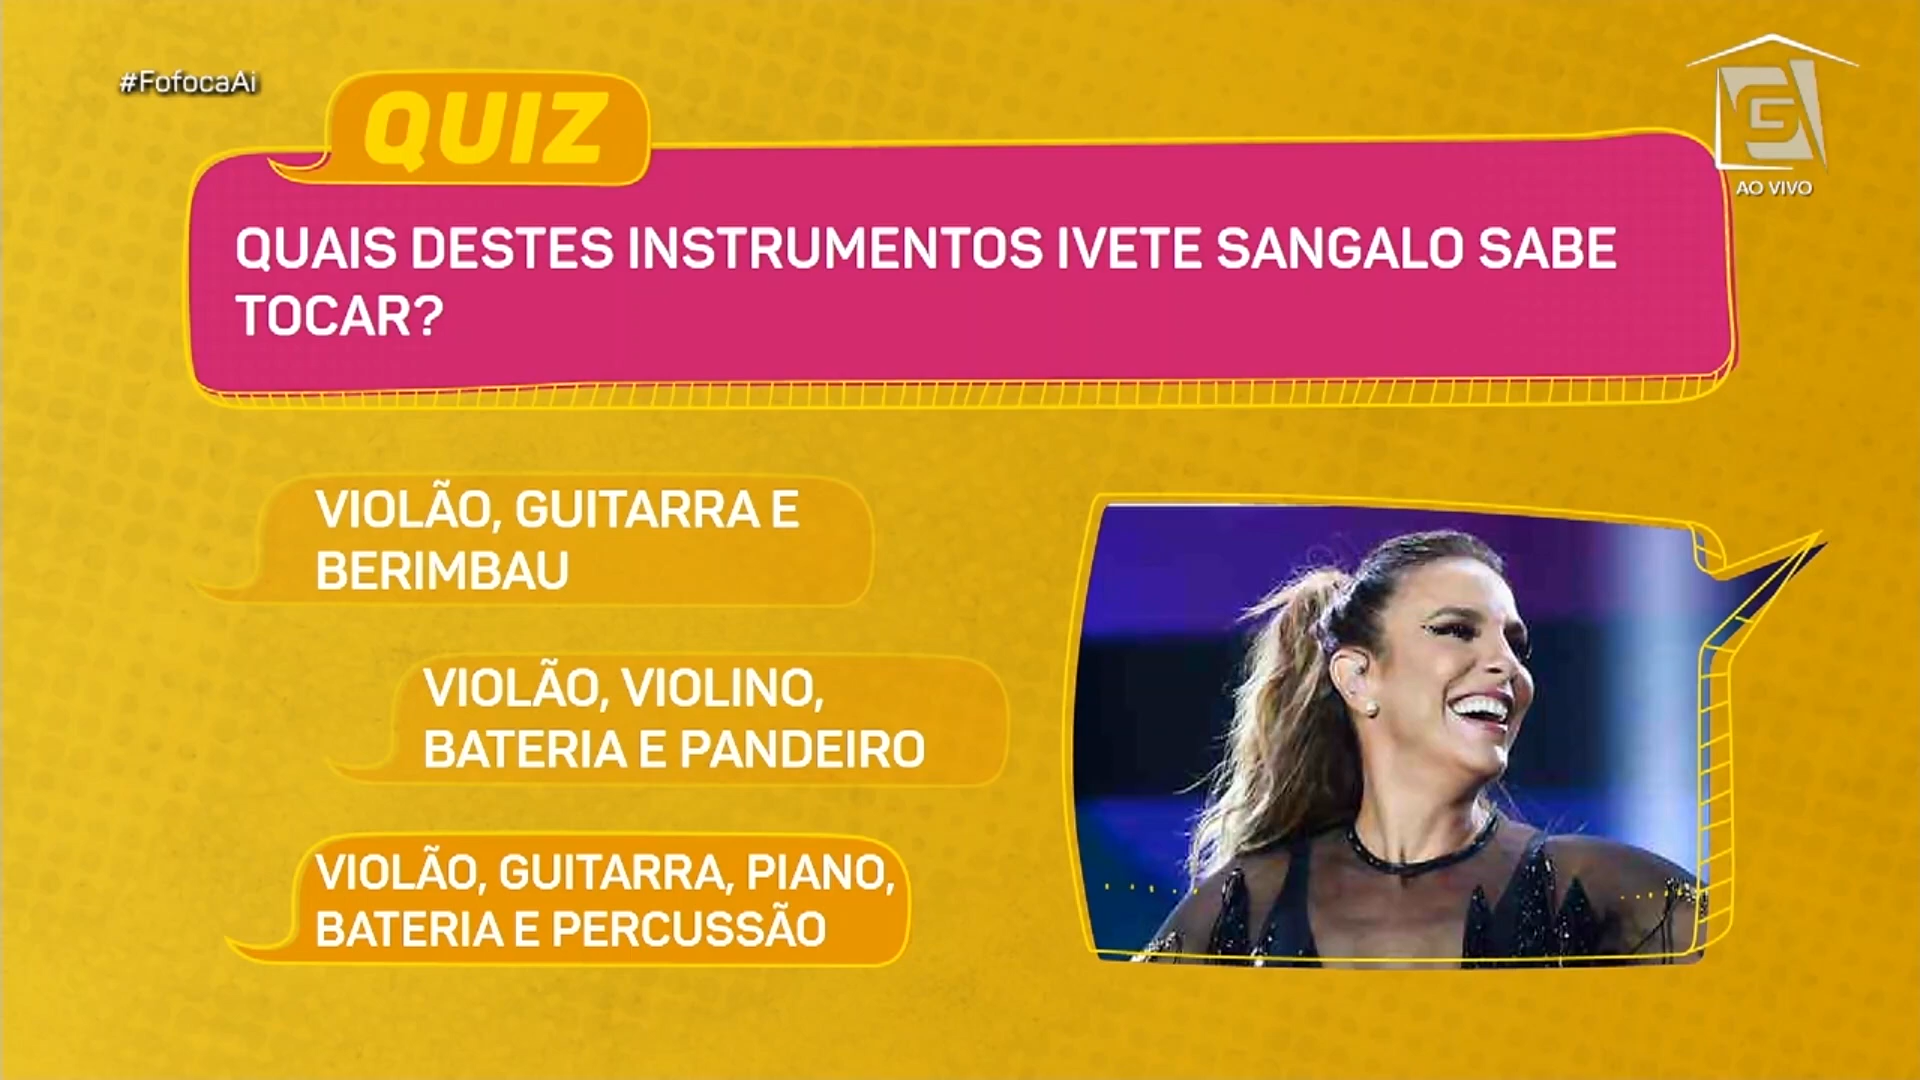 #FofocaAi
QUIZ
AO VIVO
QUAIS DESTES INSTRUMENTOS IVETE SANGALO SABE
TOCAR?
VIOLÃO, GUITARRA E
BERIMBAU
VIOLÃO, VIOLINO,
BATERIA E PANDEIRO
VIOLÃO, GUITARRA, PIANO,
BATERIA E PERCUSSÃO